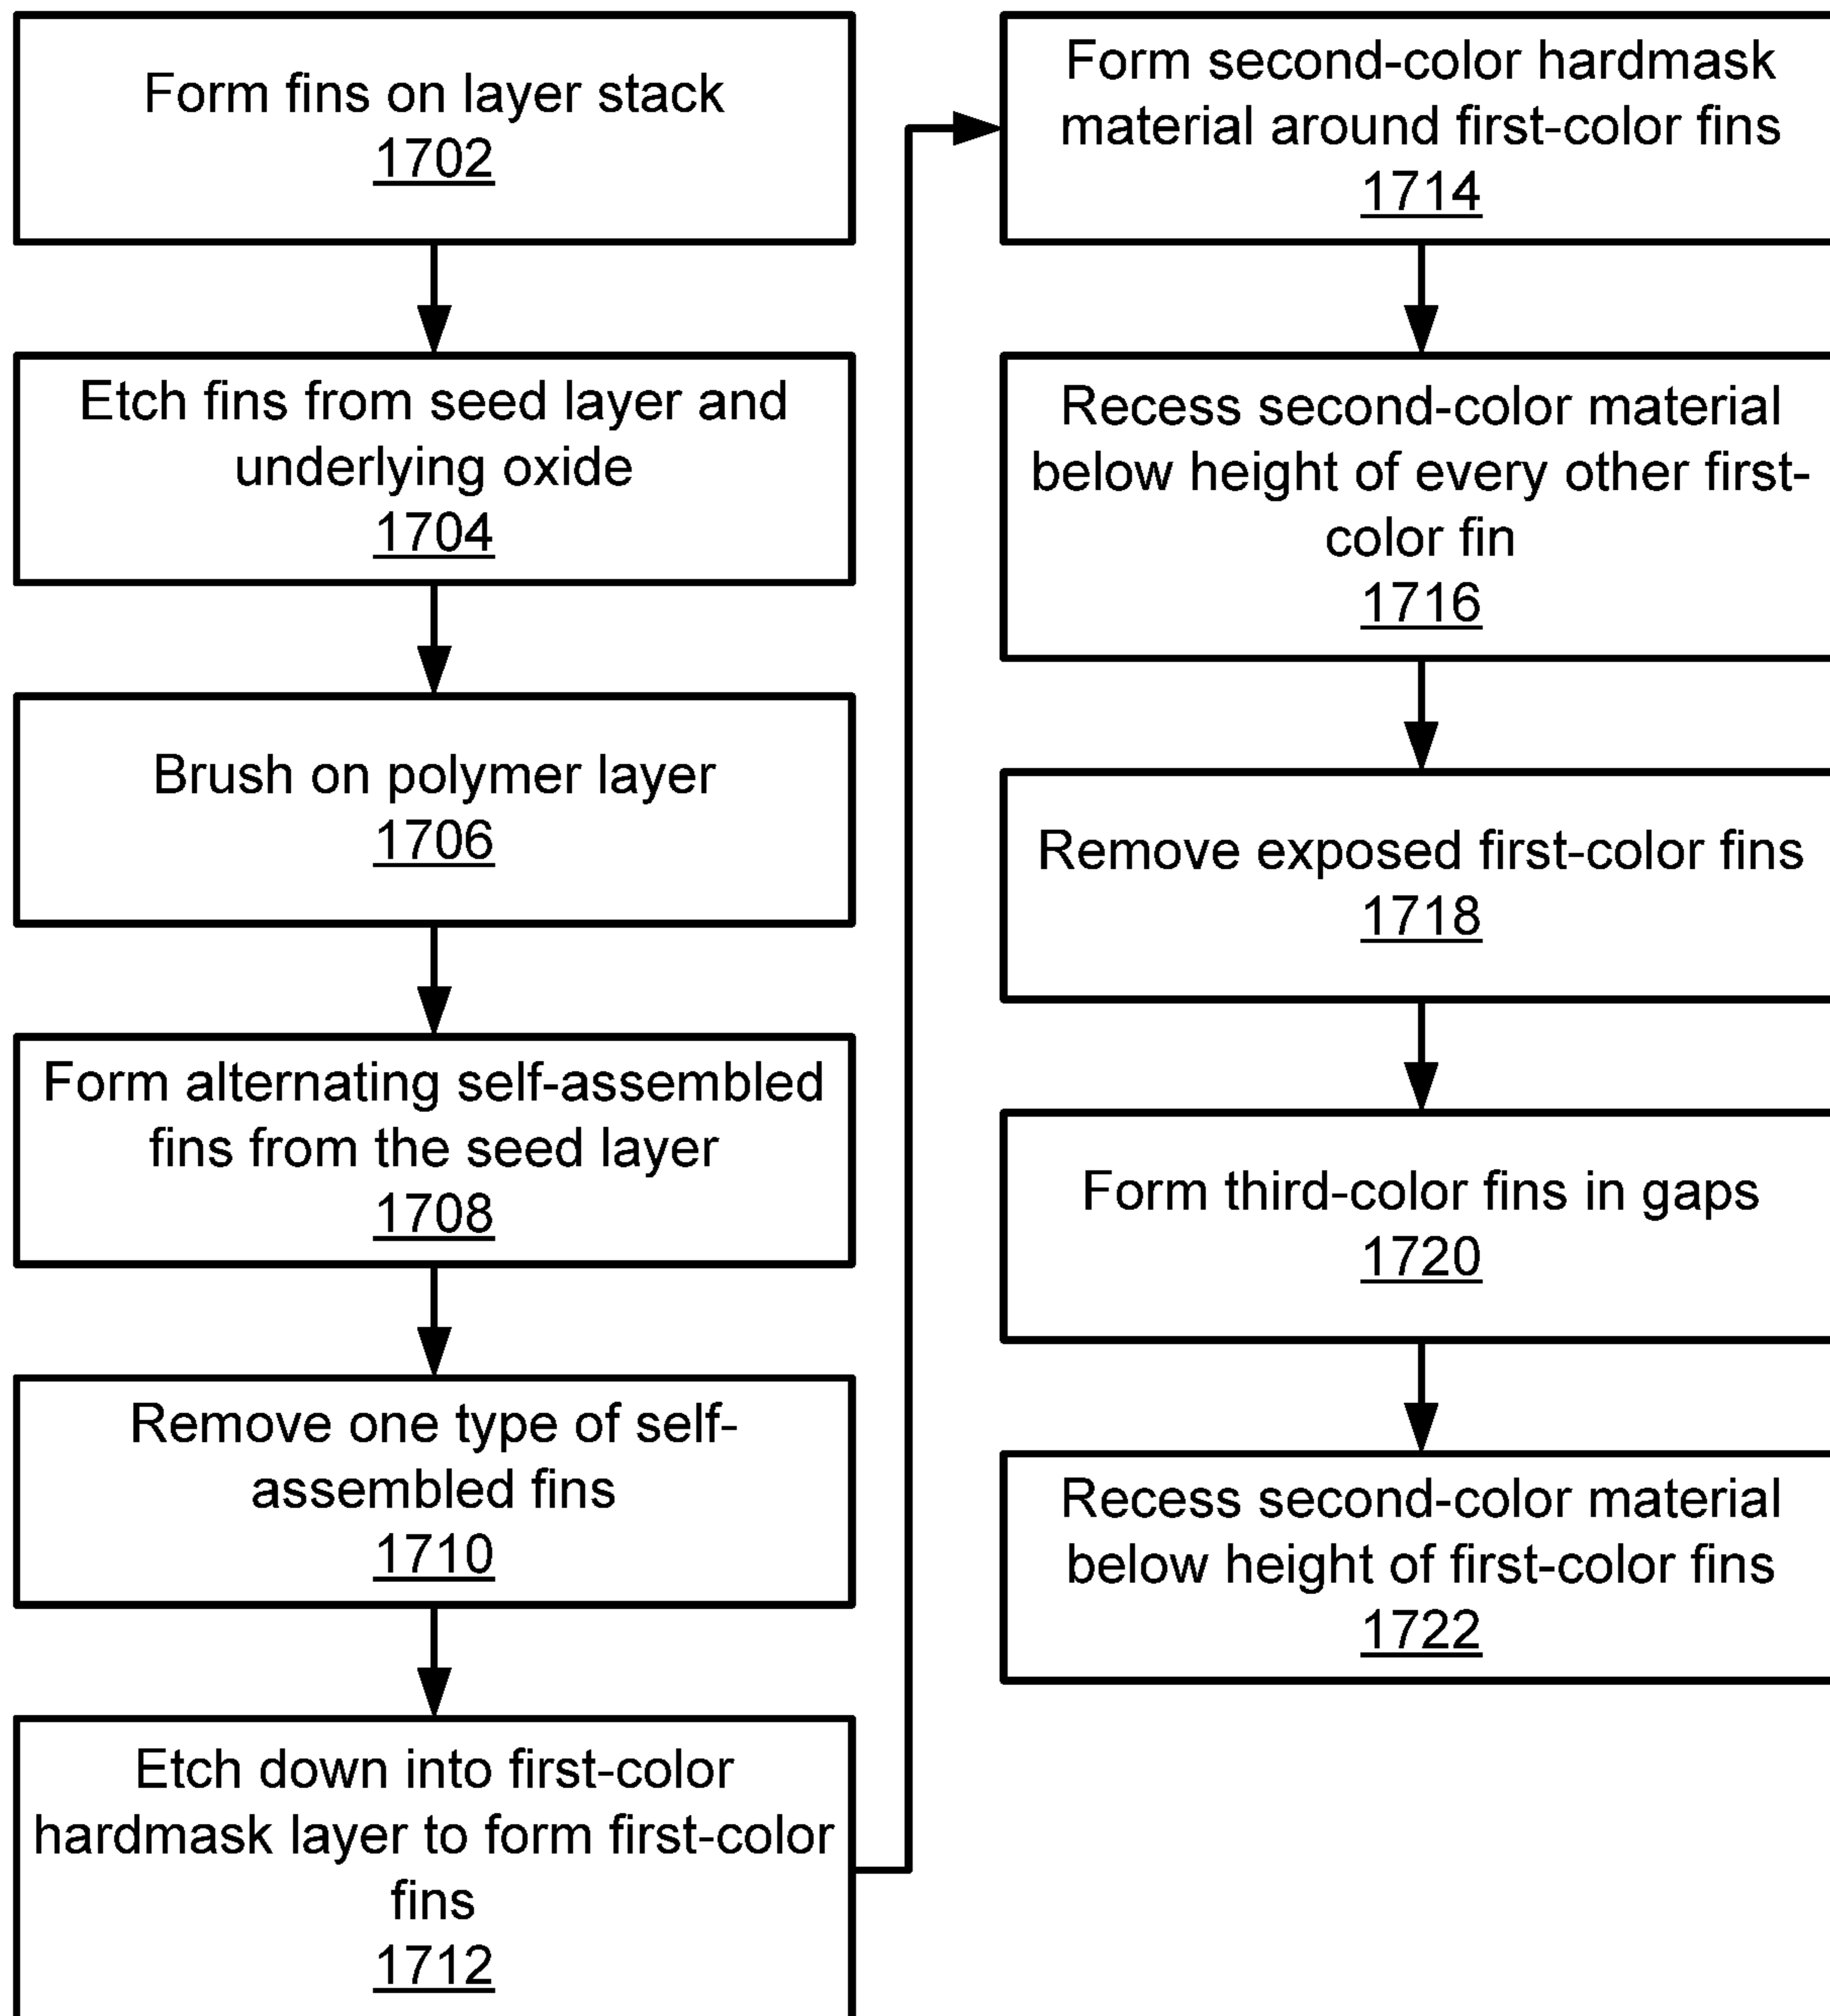 Form fins on layer stack
1702
Etch fins from seed layer and
underlying oxide
1704
Brush on polymer layer
1706
Form alternating self-assembled
fins from the seed layer
1708
Remove one type of self-
assembled fins
1710
Etch down into first-color
hardmask layer to form first-color
fins
1712
Form second-color hardmask
material around first-color fins
1714
Recess second-color material
below height of every other first-
color fin
1716
Remove exposed first-color fins
1718
Form third-color fins in gaps
1720
Recess second-color material
below height of first-color fins
1722